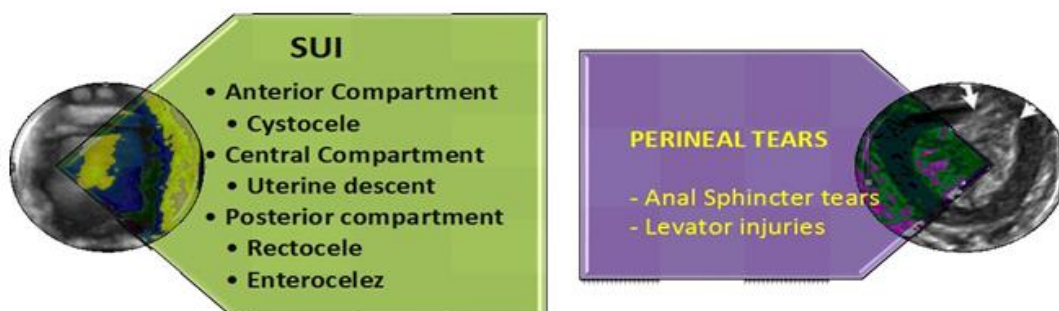 SUI
• Anterior Compartment
• Cystocele
• Central Compartment
• Uterine descent
• Posterior compartment
• Rectocele
• Enterocelez
PERINEAL TEARS
- Anal Sphincter tears
- Levator injuries